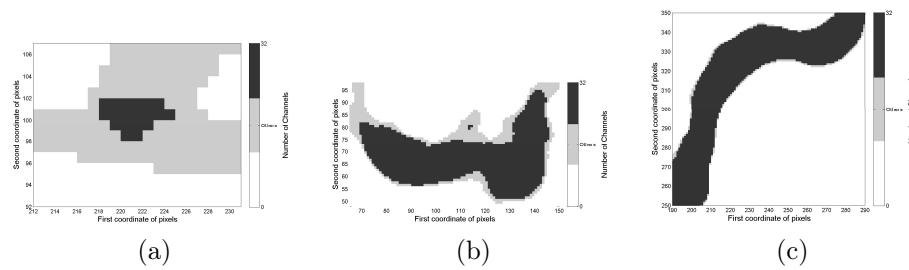 106
104
102
100
98
96
94
92
212 214 216 218 220 222 224 226 228 230
First coordinate of pixels
Second coordinate of pixels
32
Others
0
Number of Channels
(a)
95
90
85
80
75
70
65
60
55
50
70 80 90 100 110 120 130 140 150
First coordinate of pixels
Second coordinate of pixels
32
Others
0
Number of Channels
(b)
350
340
330
320
310
300
290
280
270
260
250
190 200 210 220 230 240 250 260 270 280 290
First coordinate of pixels
Second coordinate of pixels
32
Others
0
(c)